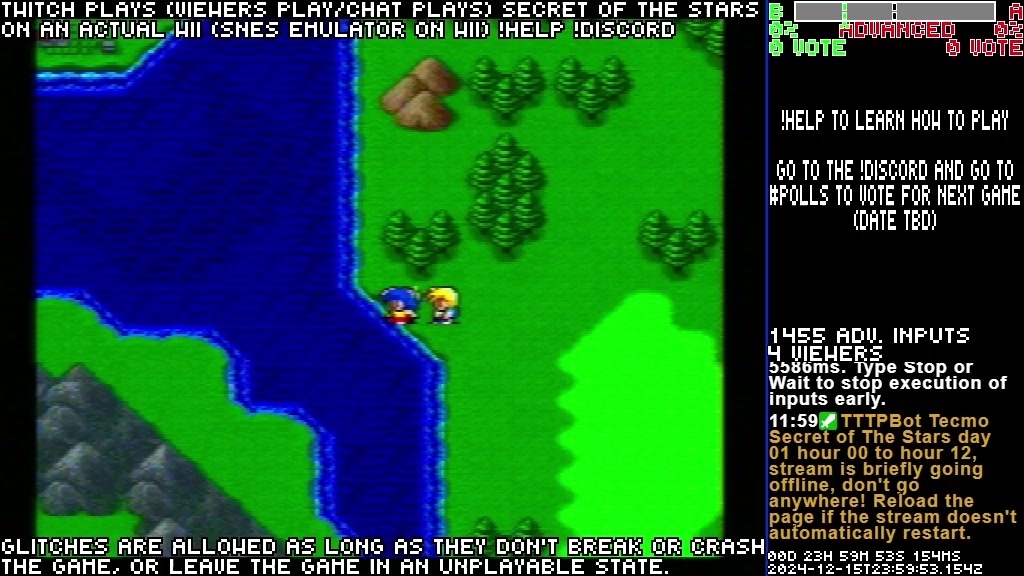 TWITCH PLAYS (VIEWERS PLAY/CHAT PLAYS) SECRET OF THE STARS
ON AN ACTUAL WII (SNES EMULATOR ON WII) !HELP !DISCORD
B A
0% ADVANCED 0%
0 VOTE 0 VOTE
!HELP TO LEARN HOW TO PLAY
GO TO THE !DISCORD AND GO TO
#POLLS TO VOTE FOR NEXT GAME
(DATE TBD)
1455 ADV. INPUTS
4 VIEWERS
5586ms. Type Stop or
Wait to stop execution of
inputs early.
11:59 TTTPBot Tecmo
Secret of The Stars day
01 hour 00 to hour 12,
stream is briefly going
offline, don't go
anywhere! Reload the
page if the stream doesn't
automatically restart.
00D 23H 59M 53S 154MS
2024-12-15T23:59:53.154Z
GLITCHES ARE ALLOWED AS LONG AS THEY DON'T BREAK OR CRASH
THE GAME, OR LEAVE THE GAME IN AN UNPLAYABLE STATE.